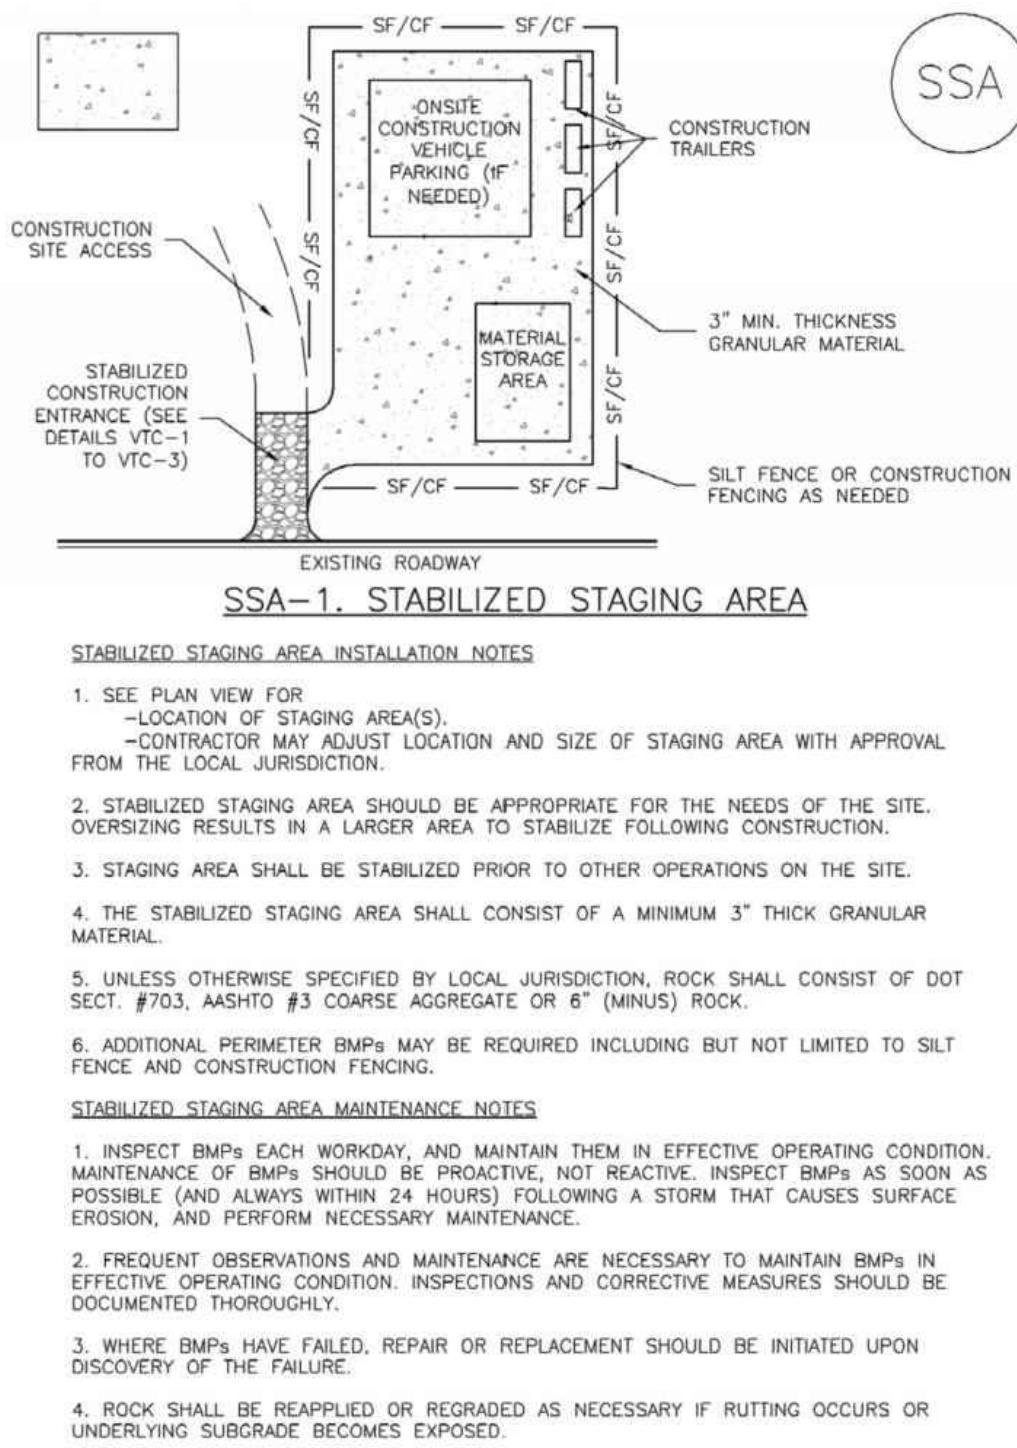 SF/CF SF/CF
SSA
SF/CF
ONSITE
CONSTRUCTION
VEHICLE
PARKING (IF
NEEDED)
SF/CF
CONSTRUCTION
TRAILERS
CONSTRUCTION
SITE ACCESS
SF/CF
SF/CF
3" MIN. THICKNESS
GRANULAR MATERIAL
MATERIAL
STORAGE
AREA
STABILIZED
CONSTRUCTION
ENTRANCE (SEE
DETAILS VTC-1
TO VTC-3)
SF/CF
SF/CF SF/CF
SILT FENCE OR CONSTRUCTION
FENCING AS NEEDED
EXISTING ROADWAY
SSA-1. STABILIZED STAGING AREA
STABILIZED STAGING AREA INSTALLATION NOTES
1. SEE PLAN VIEW FOR
-LOCATION OF STAGING AREA(S).
-CONTRACTOR MAY ADJUST LOCATION AND SIZE OF STAGING AREA WITH APPROVAL
FROM THE LOCAL JURISDICTION.
2. STABILIZED STAGING AREA SHOULD BE APPROPRIATE FOR THE NEEDS OF THE SITE.
OVERSIZING RESULTS IN A LARGER AREA TO STABILIZE FOLLOWING CONSTRUCTION.
3. STAGING AREA SHALL BE STABILIZED PRIOR TO OTHER OPERATIONS ON THE SITE.
4. THE STABILIZED STAGING AREA SHALL CONSIST OF A MINIMUM 3" THICK GRANULAR
MATERIAL.
5. UNLESS OTHERWISE SPECIFIED BY LOCAL JURISDICTION, ROCK SHALL CONSIST OF DOT
SECT. #703, AASHTO #3 COARSE AGGREGATE OR 6" (MINUS) ROCK.
6. ADDITIONAL PERIMETER BMPs MAY BE REQUIRED INCLUDING BUT NOT LIMITED TO SILT
FENCE AND CONSTRUCTION FENCING.
STABILIZED STAGING AREA MAINTENANCE NOTES
1. INSPECT BMPs EACH WORKDAY, AND MAINTAIN THEM IN EFFECTIVE OPERATING CONDITION.
MAINTENANCE OF BMPs SHOULD BE PROACTIVE, NOT REACTIVE. INSPECT BMPs AS SOON AS
POSSIBLE (AND ALWAYS WITHIN 24 HOURS) FOLLOWING A STORM THAT CAUSES SURFACE
EROSION, AND PERFORM NECESSARY MAINTENANCE.
2. FREQUENT OBSERVATIONS AND MAINTENANCE ARE NECESSARY TO MAINTAIN BMPs IN
EFFECTIVE OPERATING CONDITION. INSPECTIONS AND CORRECTIVE MEASURES SHOULD BE
DOCUMENTED THOROUGHLY.
3. WHERE BMPs HAVE FAILED, REPAIR OR REPLACEMENT SHOULD BE INITIATED UPON
DISCOVERY OF THE FAILURE.
4. ROCK SHALL BE REAPPLIED OR REGRADED AS NECESSARY IF RUTTING OCCURS OR
UNDERLYING SUBGRADE BECOMES EXPOSED.